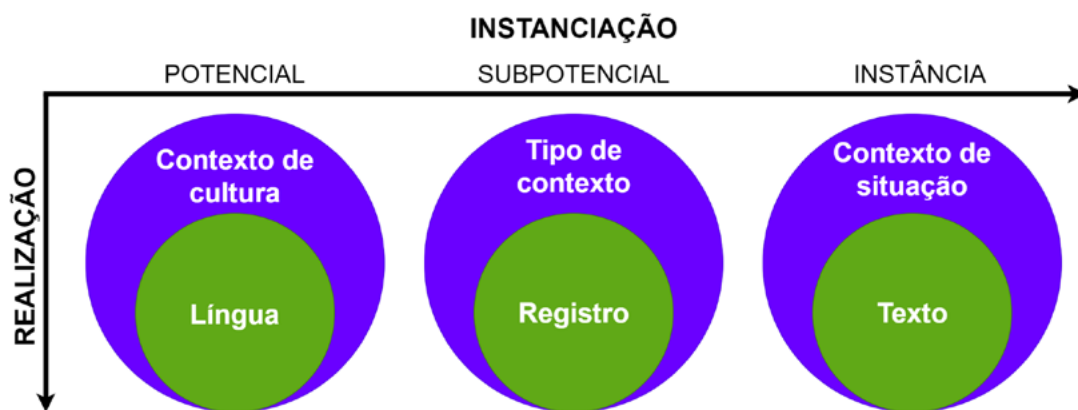 INSTANCIAÇÃO
POTENCIAL
SUBPOTENCIAL
INSTÂNCIA
REALIZAÇÃO
Contexto de
cultura
Língua
Tipo de
contexto
Registro
Contexto de
situação
Texto